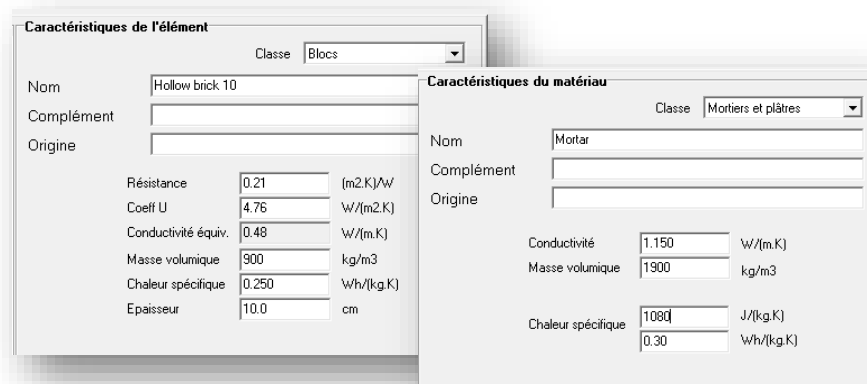 Caractéristiques de l'élément
Classe Blocs
Nom Hollow brick 10
Complément
Origine
Résistance 0.21 (m2.K)/W
Coeff U 4.76 W/(m2.K)
Conductivité équiv. 0.48 W/(m.K)
Masse volumique 900 kg/m3
Chaleur spécifique 0.250 Wh/(kg.K)
Epaisseur 10.0 cm
Caractéristiques du matériau
Classe Mortiers et plâtres
Nom Mortar
Complément
Origine
Conductivité 1.150 W/(m.K)
Masse volumique 1900 kg/m3
Chaleur spécifique 1080 J/(kg.K)
0.30 Wh/(kg.K)